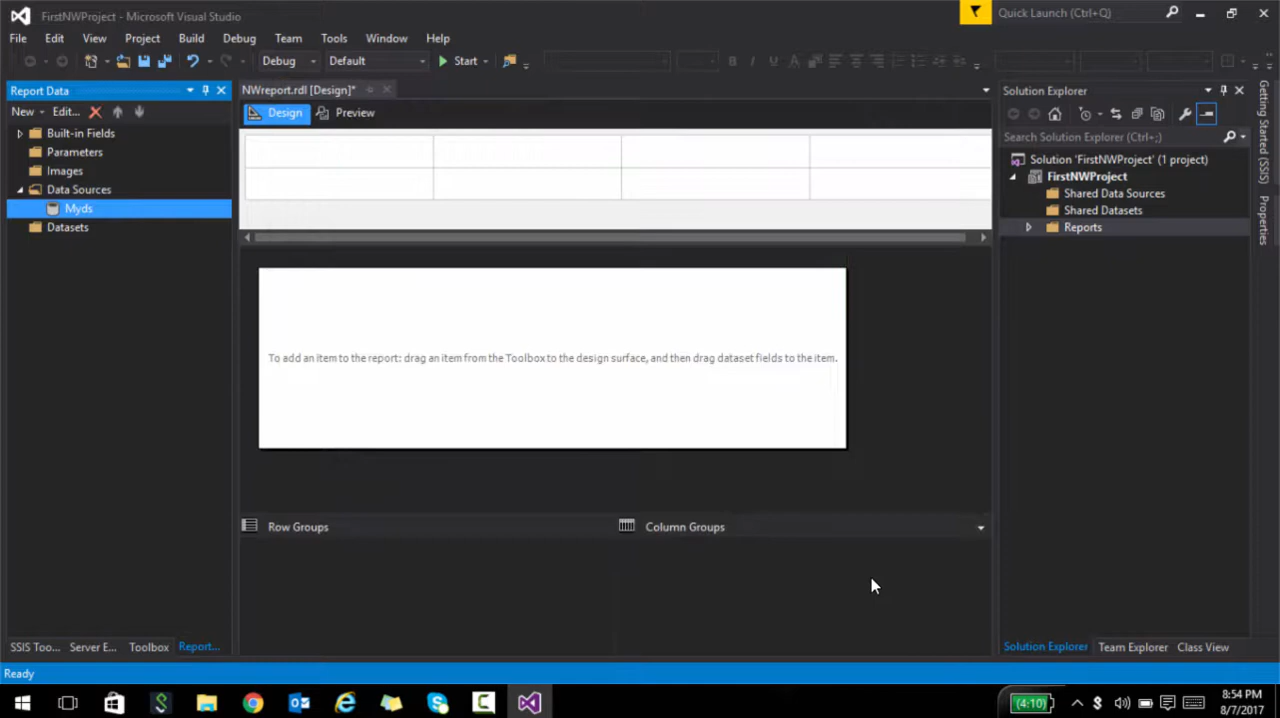 FirstNWProject - Microsoft Visual Studio
Quick Launch (Ctrl+Q)
File Edit View Project Build Debug Team Tools Window Help
Debug Default Start
Report Data
New Edit...
Built-in Fields
Parameters
Images
Data Sources
Myds
Datasets
SSIS Too... Server E... Toolbox Report...
NWreport.rdl [Design]*
Design Preview
To add an item to the report: drag an item from the Toolbox to the design surface, and then drag dataset fields to the item.
Row Groups
Column Groups
Solution Explorer
Search Solution Explorer (Ctrl+;)
Solution 'FirstNWProject' (1 project)
FirstNWProject
Shared Data Sources
Shared Datasets
Reports
Solution Explorer Team Explorer Class View
Getting Started (SSIS)
Properties
Ready
(4:10)
8:54 PM
8/7/2017